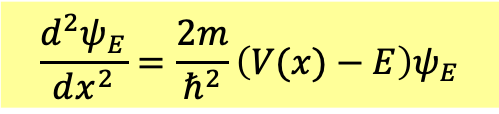 d²ψ_E/dx² = 2m/ħ² (V(x) − E)ψ_E